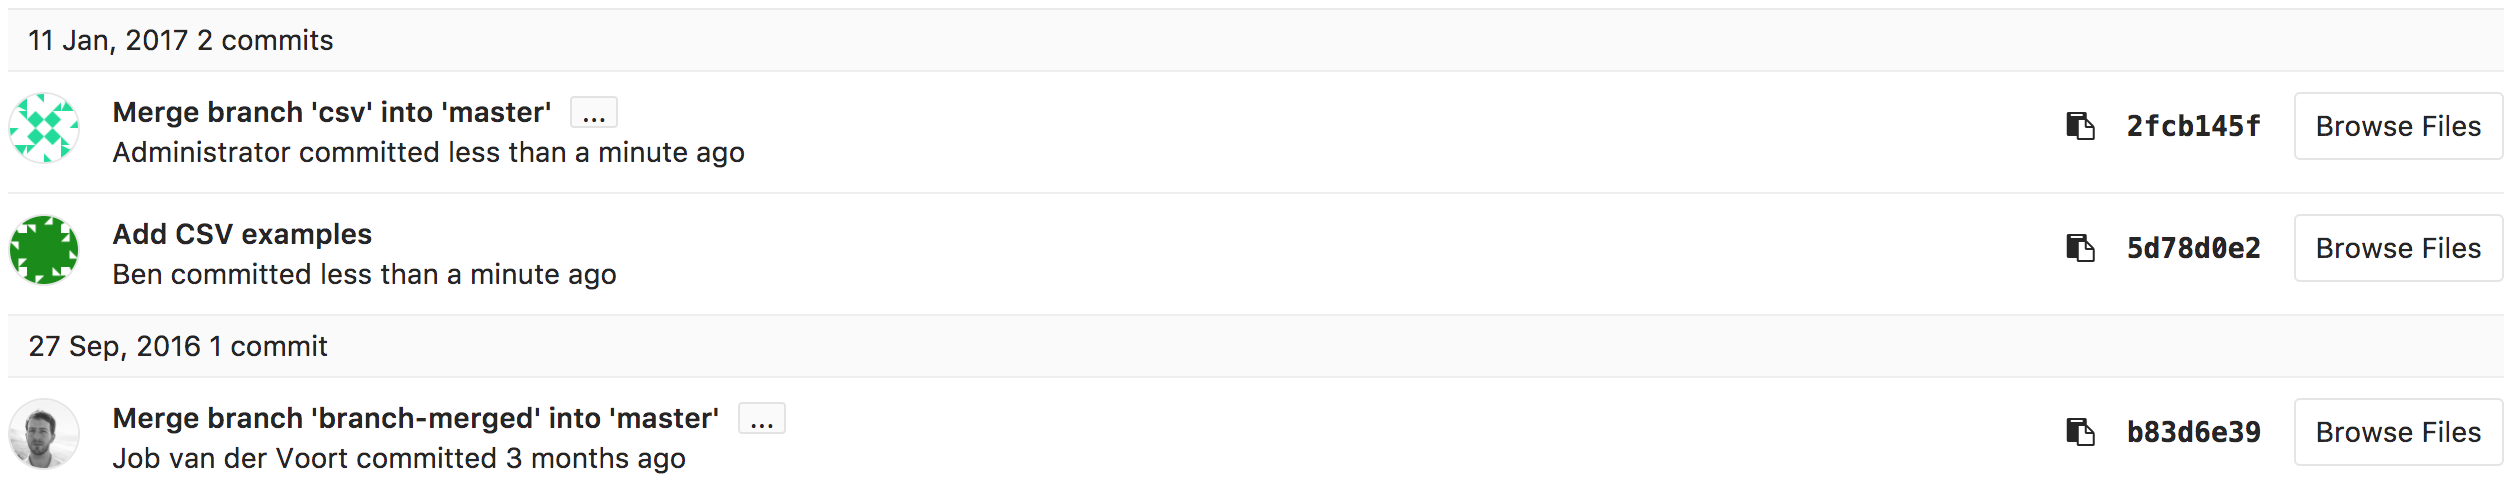 11 Jan, 2017 2 commits
Merge branch 'csv' into 'master' ...
Administrator committed less than a minute ago
2fcb145f
Browse Files
Add CSV examples
Ben committed less than a minute ago
5d78d0e2
Browse Files
27 Sep, 2016 1 commit
Merge branch 'branch-merged' into 'master' ...
Job van der Voort committed 3 months ago
b83d6e39
Browse Files